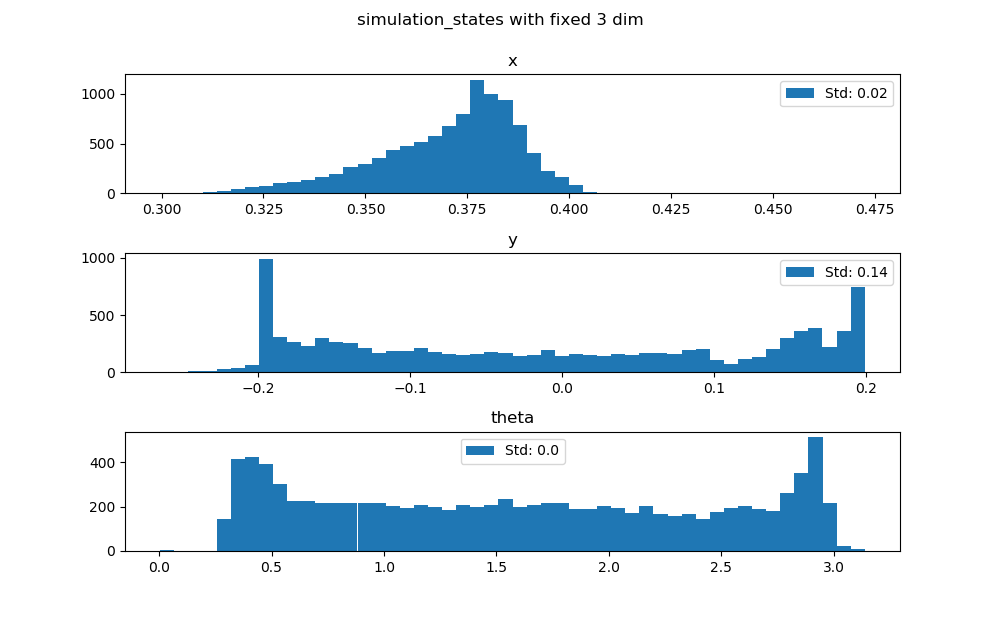 simulation_states with fixed 3 dim
x
Std: 0.02
1000
500
0
0.300 0.325 0.350 0.375 0.400 0.425 0.450 0.475
y
Std: 0.14
1000
500
0
−0.2 −0.1 0.0 0.1 0.2
theta
Std: 0.0
400
200
0
0.0 0.5 1.0 1.5 2.0 2.5 3.0